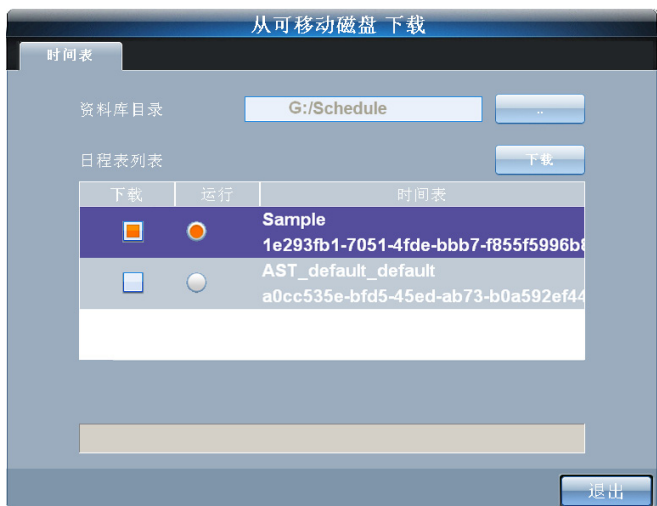 从可移动磁盘 下载
时间表
资料库目录
G:/Schedule
..
日程表列表
下载
下载 运行 时间表
Sample
1e293fb1-7051-4fde-bbb7-f855f5996b8
AST_default_default
a0cc535e-bfd5-45ed-ab73-b0a592ef44
退出